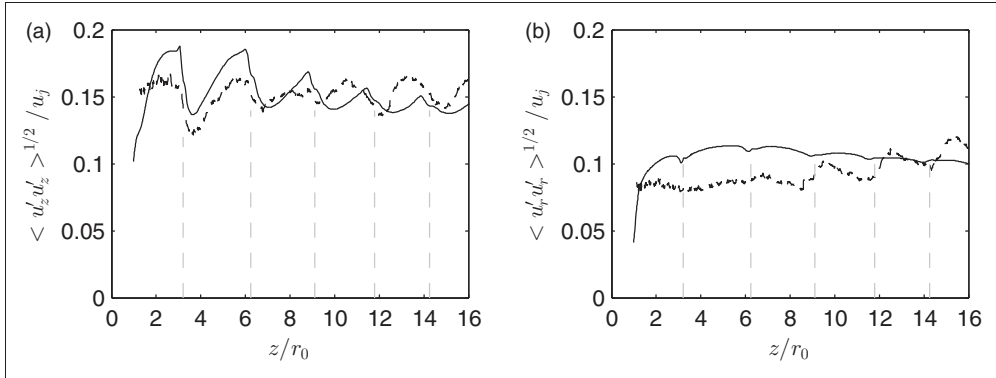 (a)
< u′_z u′_z >^{1/2} / u_j
0.2
0.15
0.1
0.05
0
0 2 4 6 8 10 12 14 16
z/r_0
(b)
< u′_r u′_r >^{1/2} / u_j
0.2
0.15
0.1
0.05
0
0 2 4 6 8 10 12 14 16
z/r_0